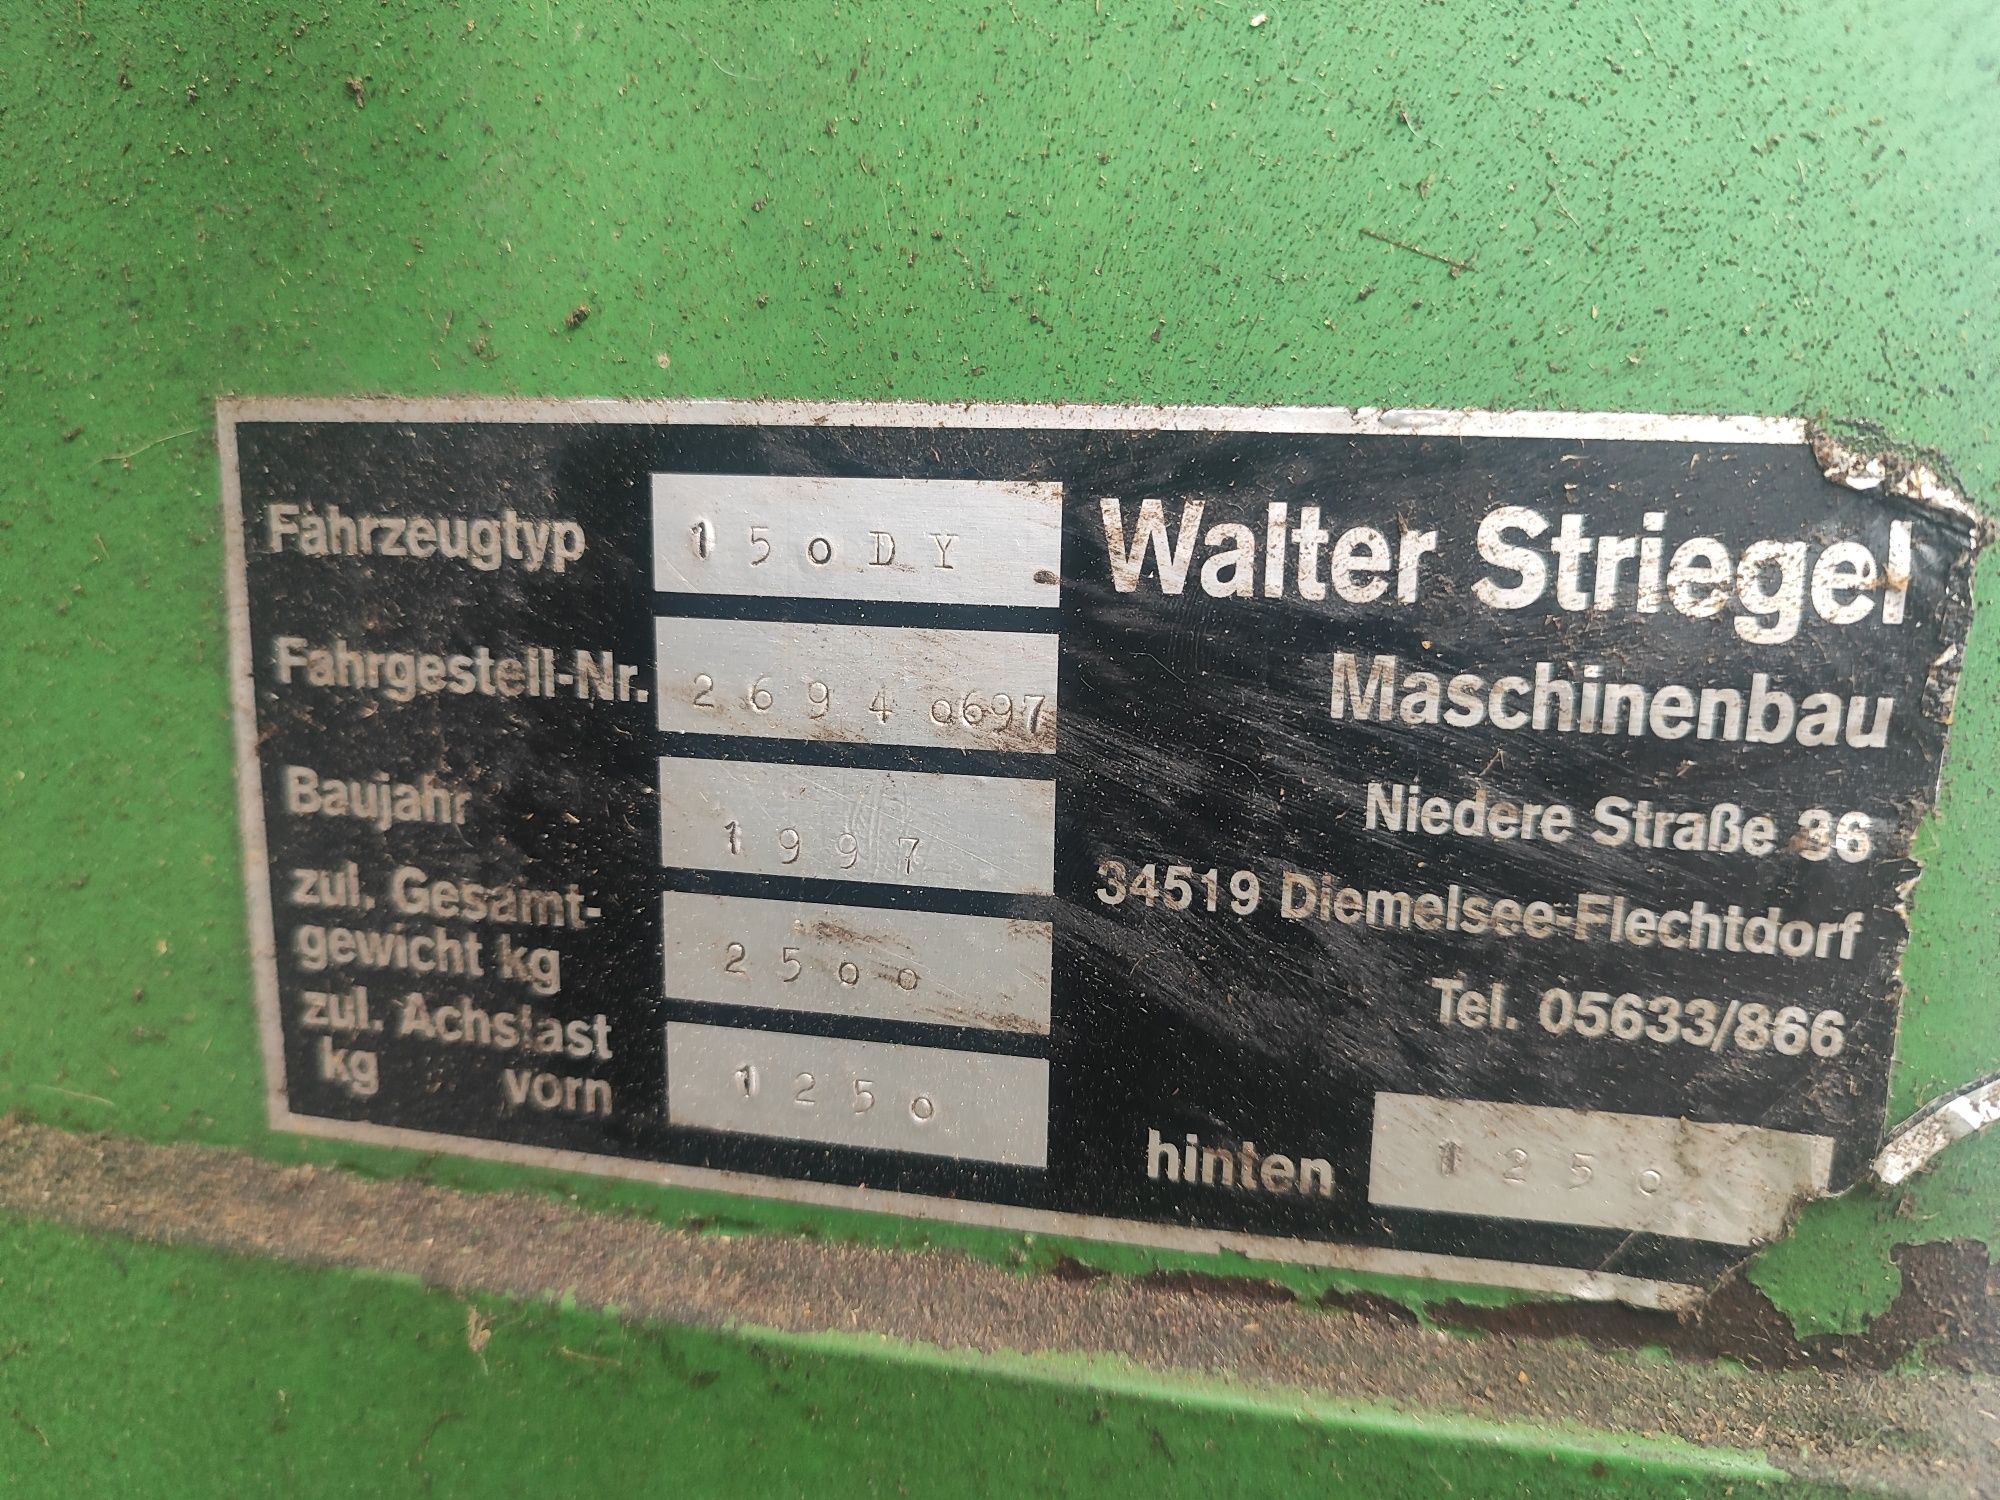 Fahrzeugtyp 150DY
Fahrgestell-Nr. 26940697
Baujahr 1997
zul. Gesamt-
gewicht kg 2500
zul. Achslast
kg vorn 1250
Walter Striegel
Maschinenbau
Niedere Straße 36
34519 Diemelsee-Flechtdorf
Tel. 05633/866
hinten 1250